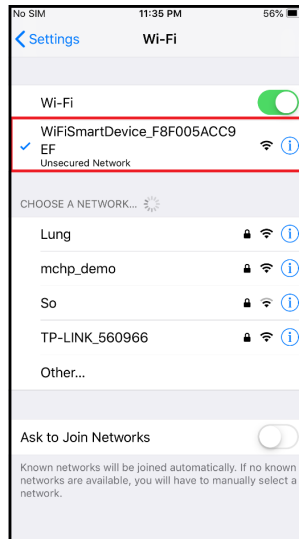 No SIM 11:35 PM 56%
Settings Wi-Fi
Wi-Fi
WiFiSmartDevice_F8F005ACC9
EF
Unsecured Network
CHOOSE A NETWORK...
Lung
mchp_demo
So
TP-LINK_560966
Other...
Ask to Join Networks
Known networks will be joined automatically. If no known
networks are available, you will have to manually select a
network.